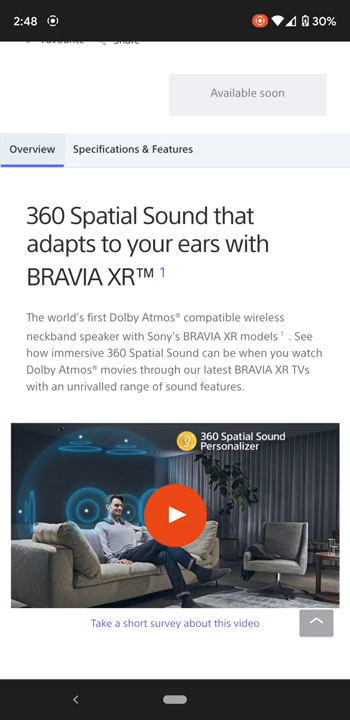 2:48
30%
Favourite
Share
Available soon
Overview
Specifications & Features
360 Spatial Sound that
adapts to your ears with
BRAVIA XR™ 1
The world's first Dolby Atmos® compatible wireless
neckband speaker with Sony's BRAVIA XR models 1 . See
how immersive 360 Spatial Sound can be when you watch
Dolby Atmos® movies through our latest BRAVIA XR TVs
with an unrivalled range of sound features.
360 Spatial Sound
Personalizer
Take a short survey about this video